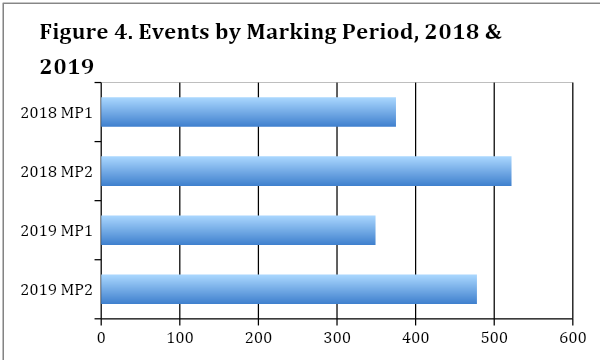 Figure 4. Events by Marking Period, 2018 &
2019
2018 MP1
2018 MP2
2019 MP1
2019 MP2
0 100 200 300 400 500 600